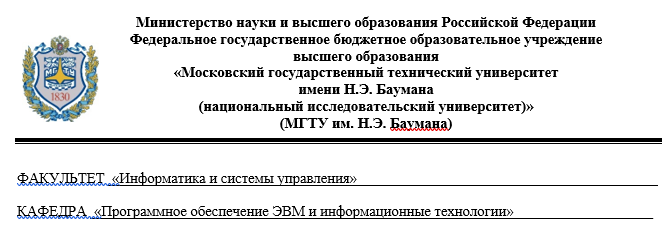 Министерство науки и высшего образования Российской Федерации
Федеральное государственное бюджетное образовательное учреждение
высшего образования
«Московский государственный технический университет
имени Н.Э. Баумана
(национальный исследовательский университет)»
(МГТУ им. Н.Э. Баумана)
1830
ФАКУЛЬТЕТ «Информатика и системы управления»
КАФЕДРА «Программное обеспечение ЭВМ и информационные технологии»